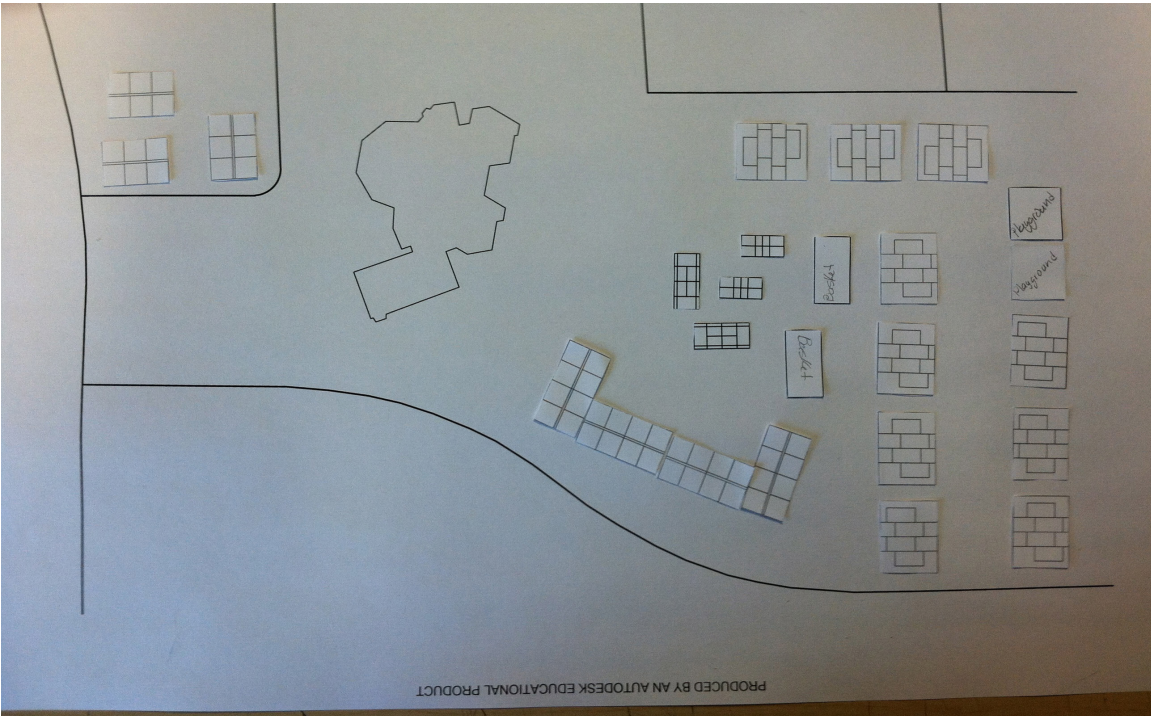 Playground
Playground
Basket
Basket
PRODUCED BY AN AUTODESK EDUCATIONAL PRODUCT